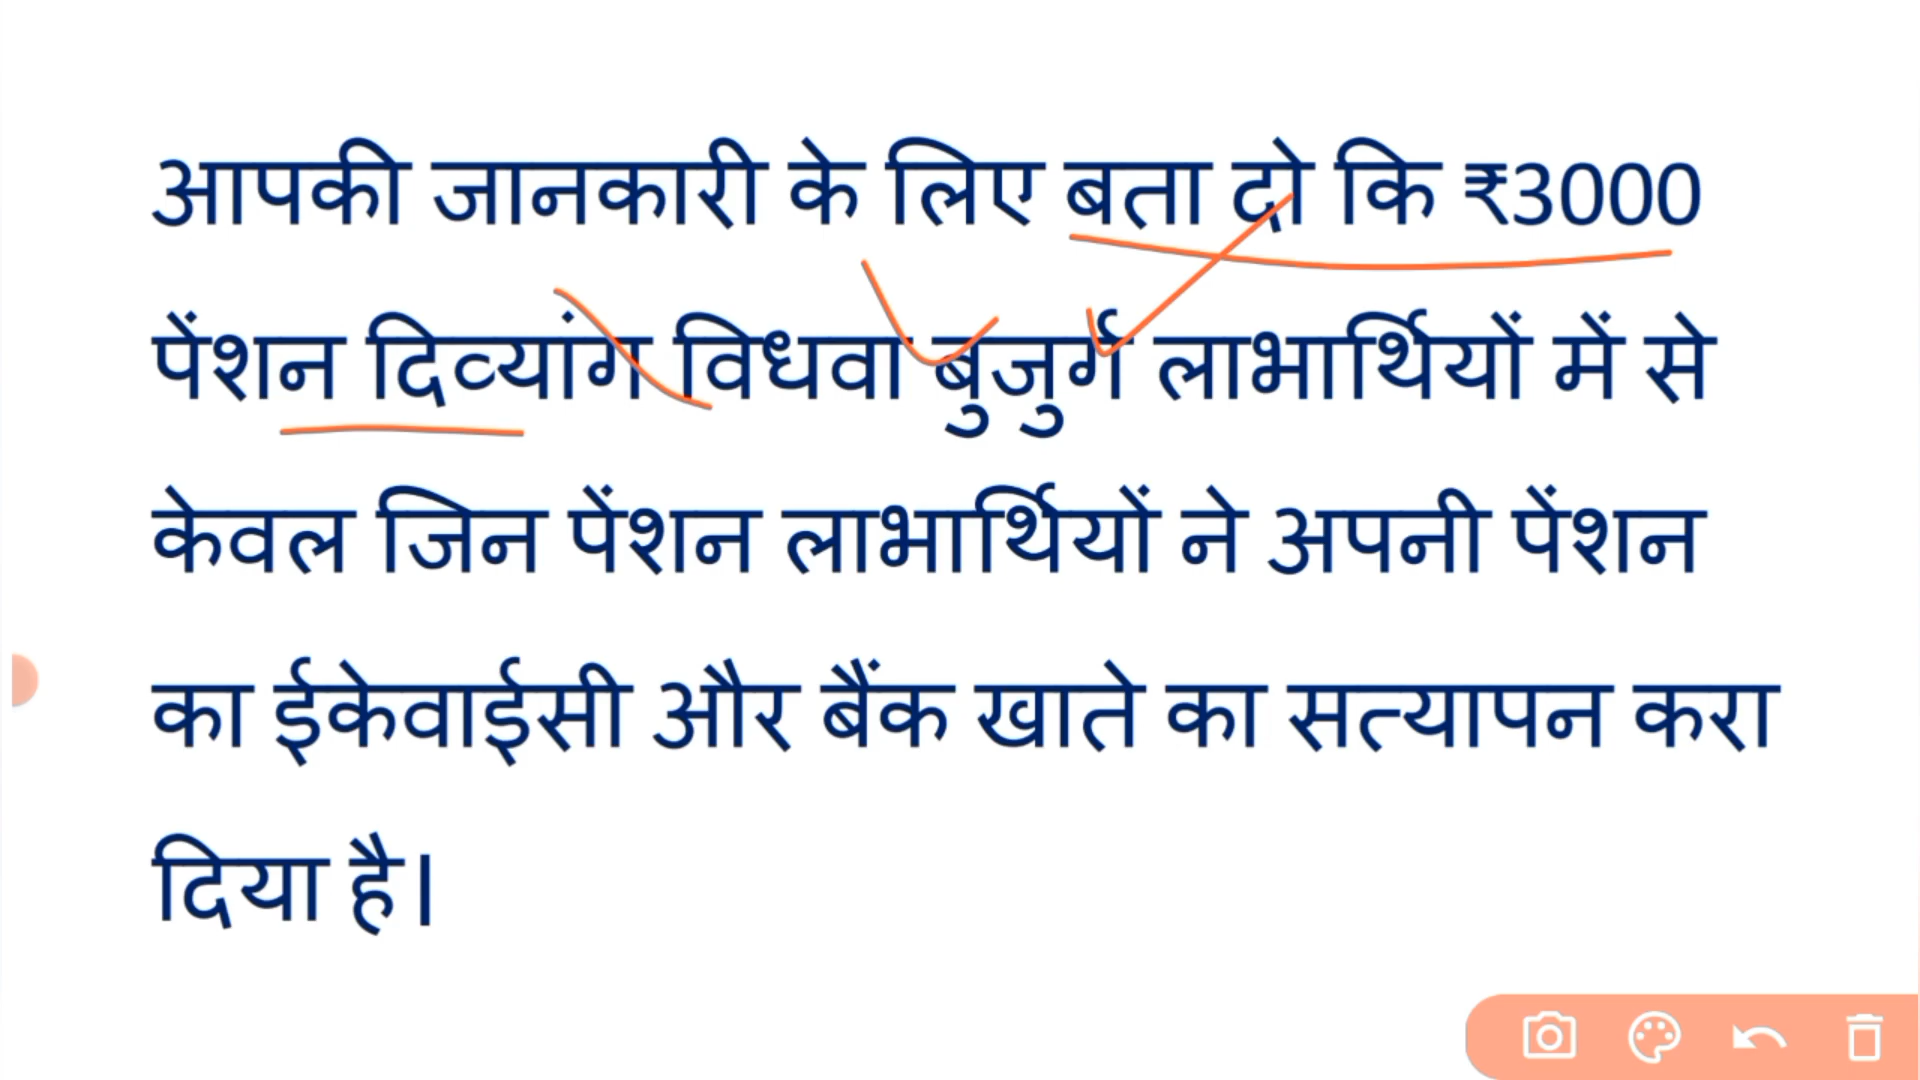 आपकी जानकारी के लिए बता दो कि ₹3000
पेंशन दिव्यांग विधवा बुजुर्ग लाभार्थियों में से
केवल जिन पेंशन लाभार्थियों ने अपनी पेंशन
का ईकेवाईसी और बैंक खाते का सत्यापन करा
दिया है।